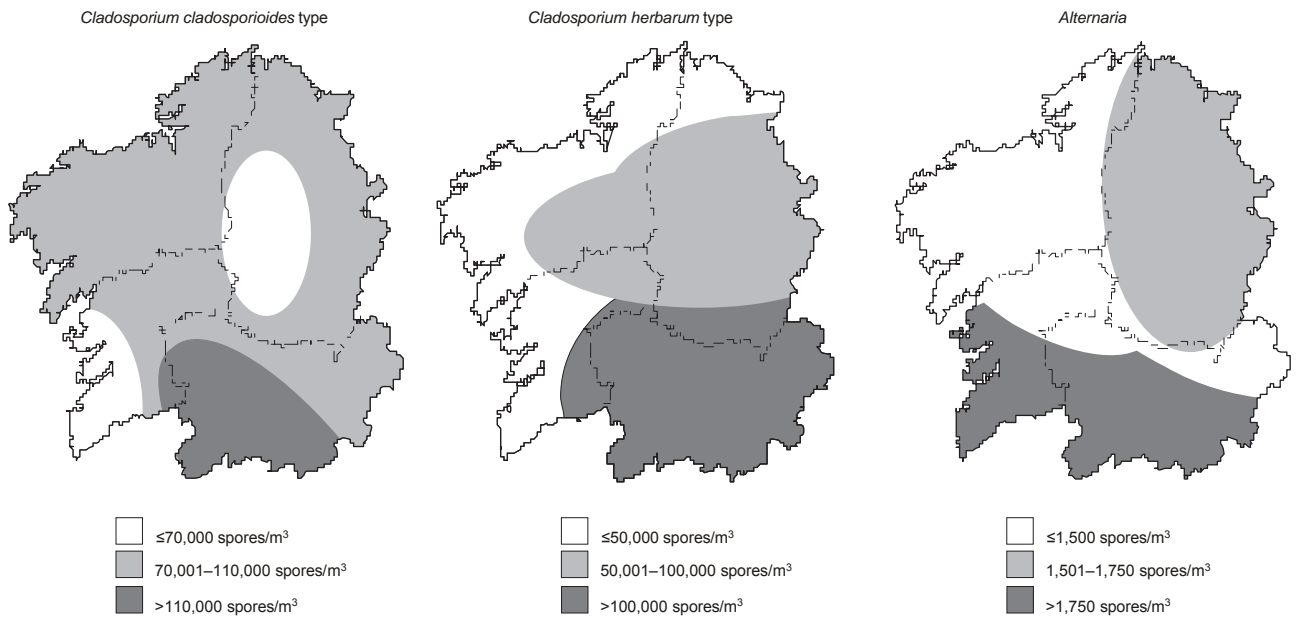 Cladosporium cladosporioides type
≤70,000 spores/m³
70,001–110,000 spores/m³
>110,000 spores/m³
Cladosporium herbarum type
≤50,000 spores/m³
50,001–100,000 spores/m³
>100,000 spores/m³
Alternaria
≤1,500 spores/m³
1,501–1,750 spores/m³
>1,750 spores/m³